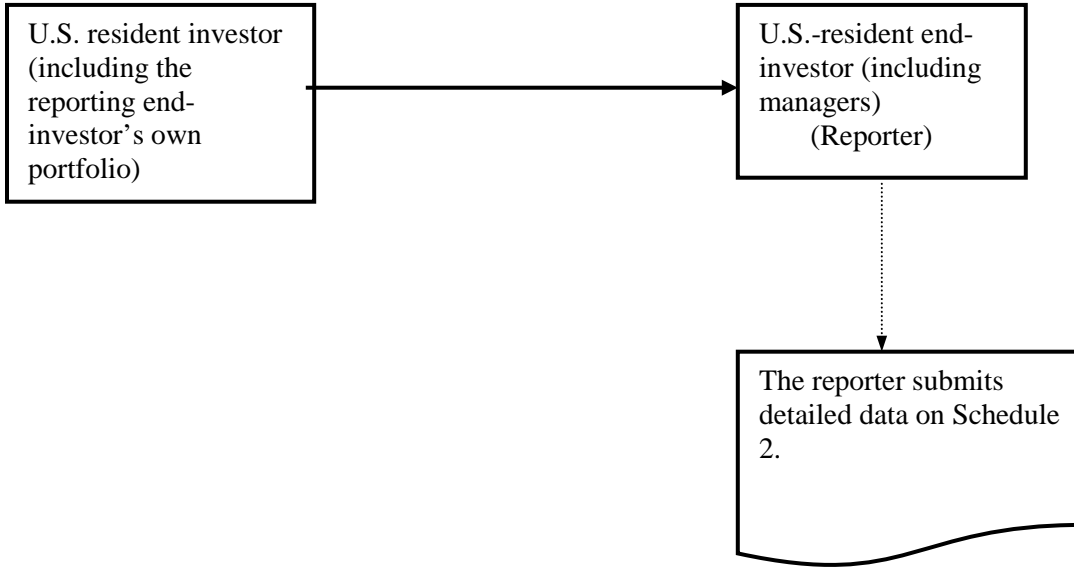 U.S. resident investor
(including the
reporting end-
investor’s own
portfolio)
U.S.-resident end-
investor (including
managers)
(Reporter)
The reporter submits
detailed data on Schedule
2.